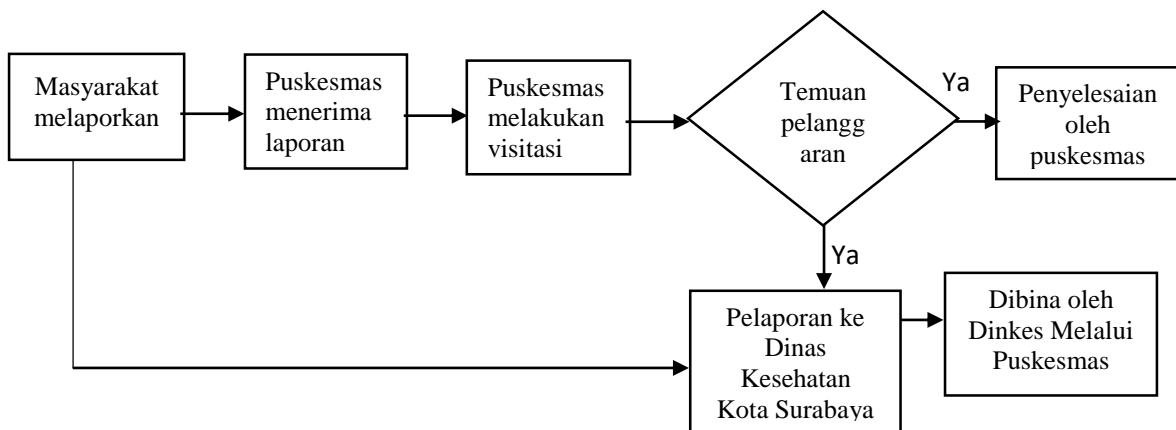 Masyarakat
melaporkan
Puskesmas
menerima
laporan
Puskesmas
melakukan
visitasi
Temuan
pelangg
aran
Ya
Penyelesaian
oleh
puskesmas
Ya
Pelaporan ke
Dinas
Kesehatan
Kota Surabaya
Dibina oleh
Dinkes Melalui
Puskesmas